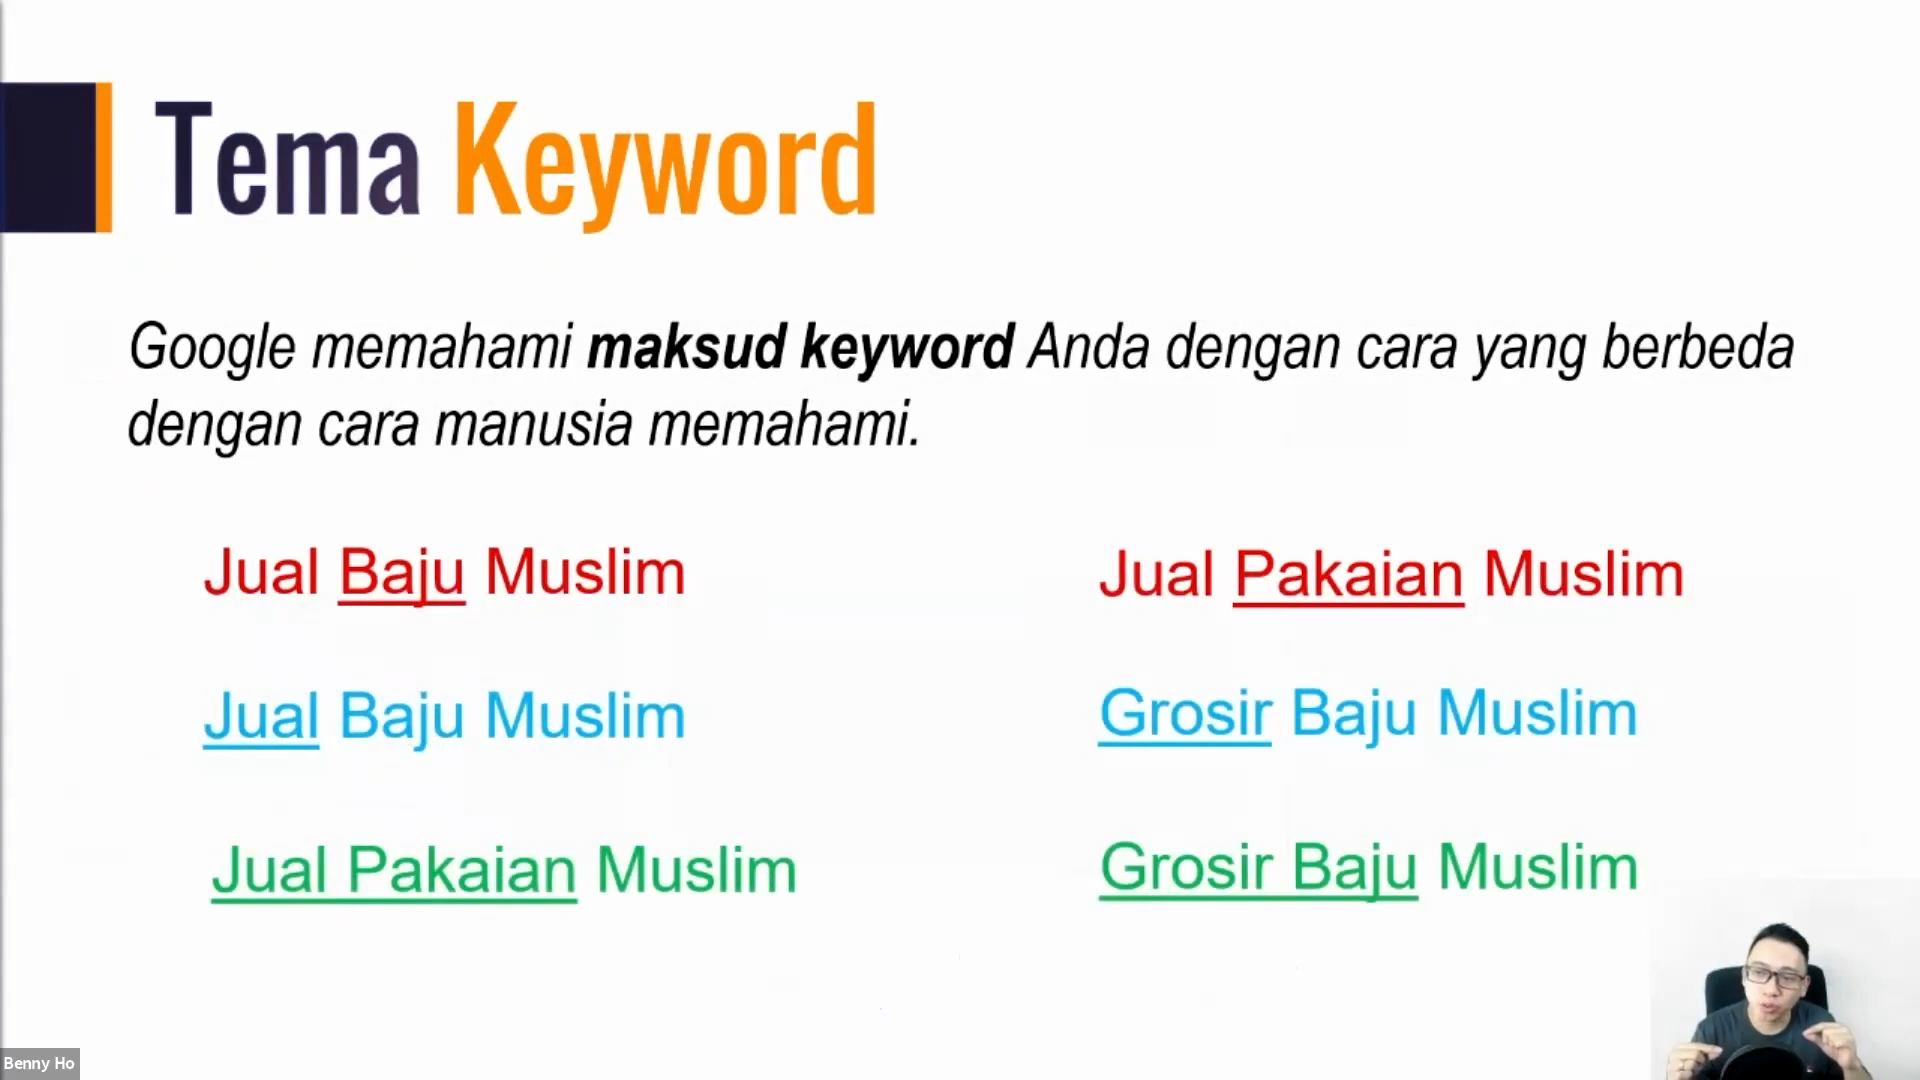 Tema Keyword
Google memahami maksud keyword Anda dengan cara yang berbeda
dengan cara manusia memahami.
Jual Baju Muslim
Jual Pakaian Muslim
Jual Baju Muslim
Grosir Baju Muslim
Jual Pakaian Muslim
Grosir Baju Muslim
Benny Ho